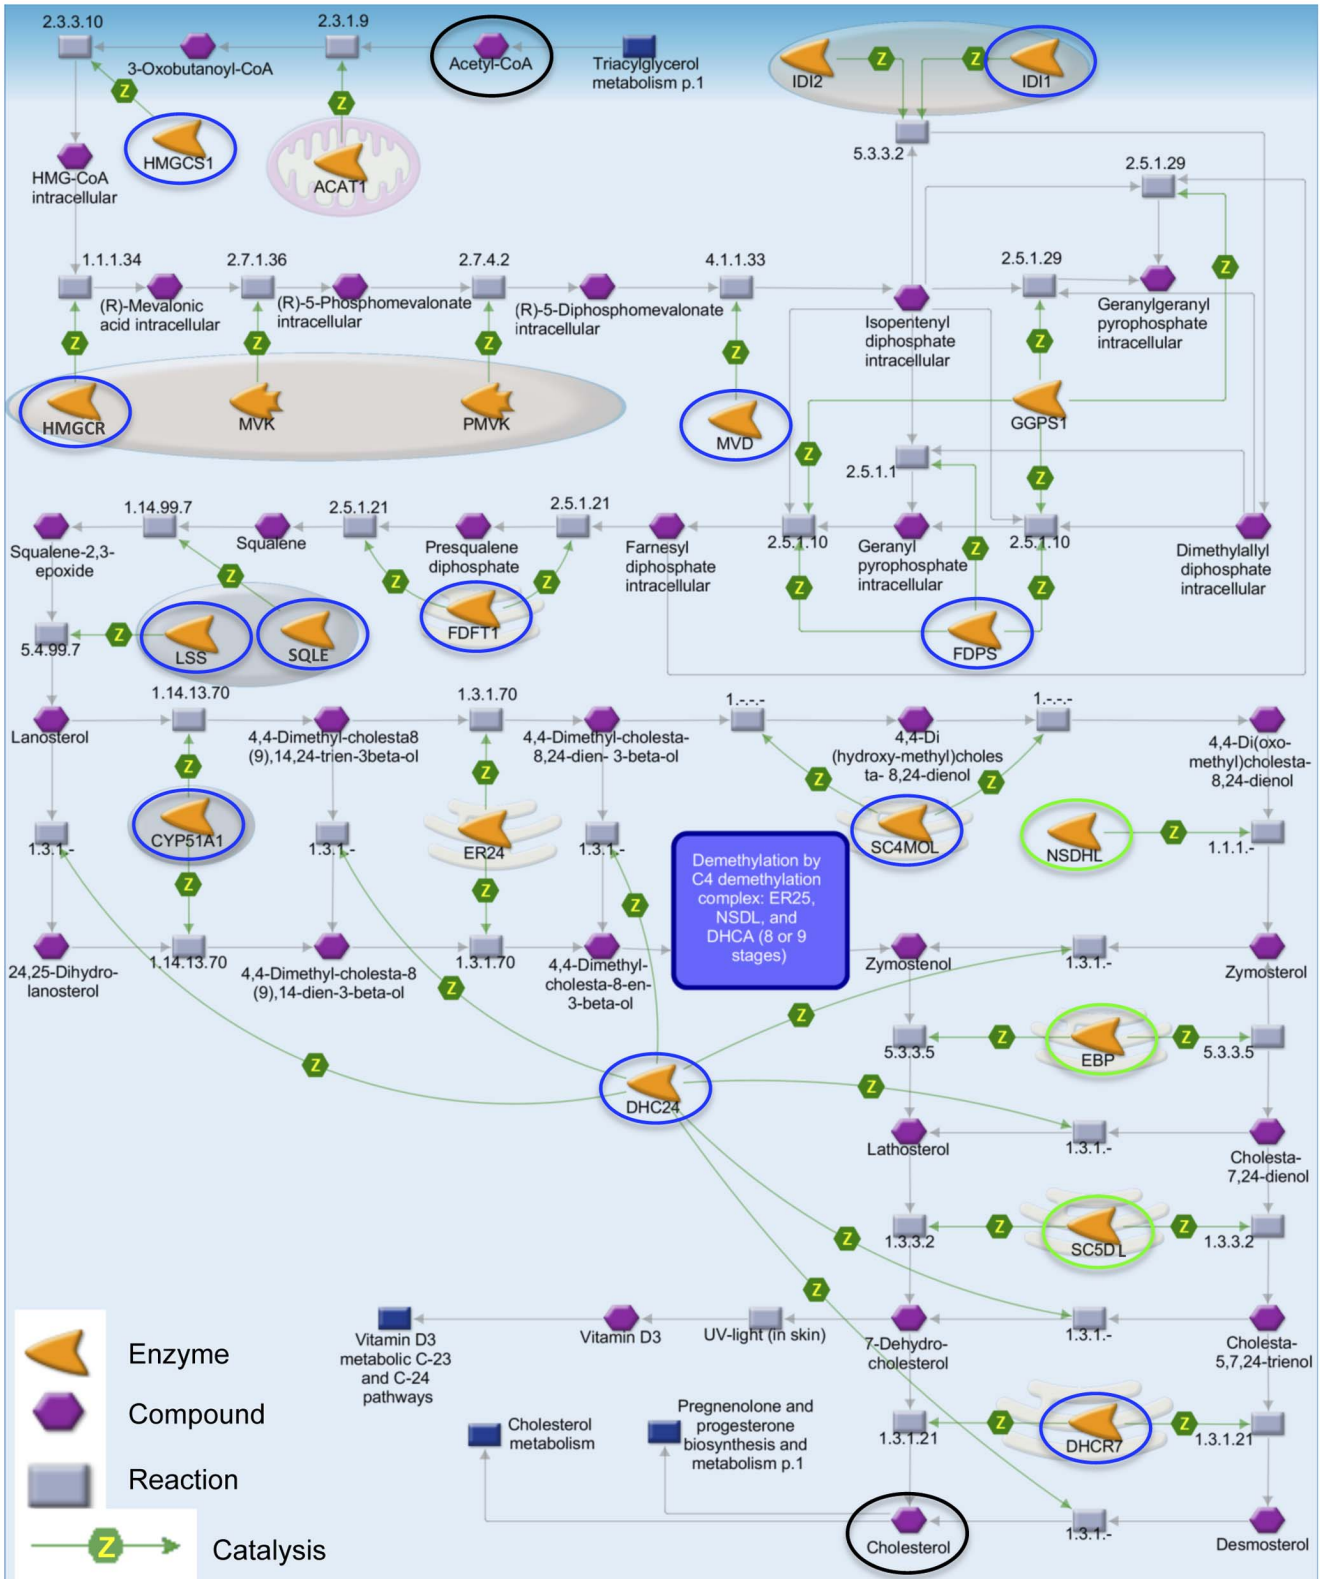 2.3.3.10
2.3.1.9
3-Oxobutanoyl-CoA
Acetyl-CoA
Triacylglycerol
metabolism p.1
IDI2
Z
Z
IDI1
Z
Z
HMGCS1
ACAT1
5.3.3.2
2.5.1.29
HMG-CoA
intracellular
1.1.1.34
2.7.1.36
2.7.4.2
4.1.1.33
2.5.1.29
Z
(R)-Mevalonic
acid intracellular
(R)-5-Phosphomevalonate
intracellular
(R)-5-Diphosphomevalonate
intracellular
Isopentenyl
diphosphate
intracellular
Geranylgeranyl
pyrophosphate
intracellular
Z
Z
Z
Z
Z
HMGCR
MVK
PMVK
MVD
GGPS1
Z
Z
2.5.1.1
1.14.99.7
2.5.1.21
2.5.1.21
Squalene-2,3-
epoxide
Squalene
Presqualene
diphosphate
Farnesyl
diphosphate
intracellular
2.5.1.10
Geranyl
pyrophosphate
intracellular
Z
2.5.1.10
Dimethylallyl
diphosphate
intracellular
Z
Z
Z
Z
Z
Z
5.4.99.7
LSS
SQLE
FDFT1
FDPS
1.14.13.70
1.3.1.70
1.-.-.-
1.-.-.-
Lanosterol
4,4-Dimethyl-cholesta8
(9),14,24-trien-3beta-ol
4,4-Dimethyl-cholesta-
8,24-dien- 3-beta-ol
4,4-Di
(hydroxy-methyl)choles
ta- 8,24-dienol
4,4-Di(oxo-
methyl)cholesta-
8,24-dienol
Z
Z
Z
Z
1.3.1.-
CYP51A1
1.3.1.-
ER24
1.3.1.-
SC4MOL
NSDHL
Z
1.1.1.-
Z
Z
Z
Demethylation by
C4 demethylation
complex: ER25,
NSDL, and
DHCA (8 or 9
stages)
24,25-Dihydro-
lanosterol
1.14.13.70
4,4-Dimethyl-cholesta-8
(9),14-dien-3-beta-ol
1.3.1.70
4,4-Dimethyl-
cholesta-8-en-
3-beta-ol
Zymostenol
1.3.1.-
Zymosterol
Z
Z
Z
5.3.3.5
Z
EBP
Z
5.3.3.5
DHC24
Z
Lathosterol
1.3.1.-
Cholesta-
7,24-dienol
Z
1.3.3.2
Z
SC5DL
Z
1.3.3.2
Z
Vitamin D3
metabolic C-23
and C-24
pathways
Vitamin D3
UV-light (in skin)
7-Dehydro-
cholesterol
1.3.1.-
Cholesta-
5,7,24-trienol
Cholesterol
metabolism
Pregnenolone and
progesterone
biosynthesis and
metabolism p.1
1.3.1.21
Z
DHCR7
Z
1.3.1.21
Cholesterol
1.3.1.-
Desmosterol
Enzyme
Compound
Reaction
Z
Catalysis